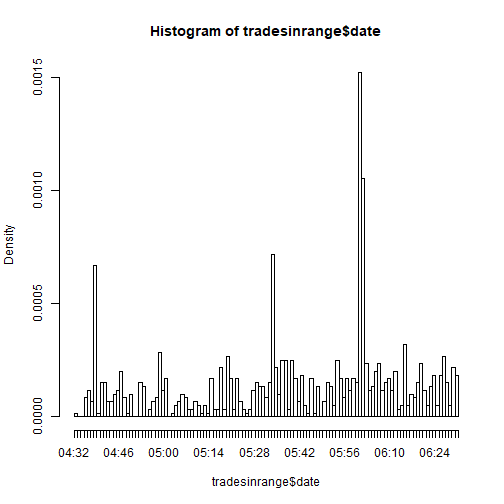 Histogram of tradesinrange$date
Density
0.0015
0.0010
0.0005
0.0000
04:32 04:46 05:00 05:14 05:28 05:42 05:56 06:10 06:24
tradesinrange$date